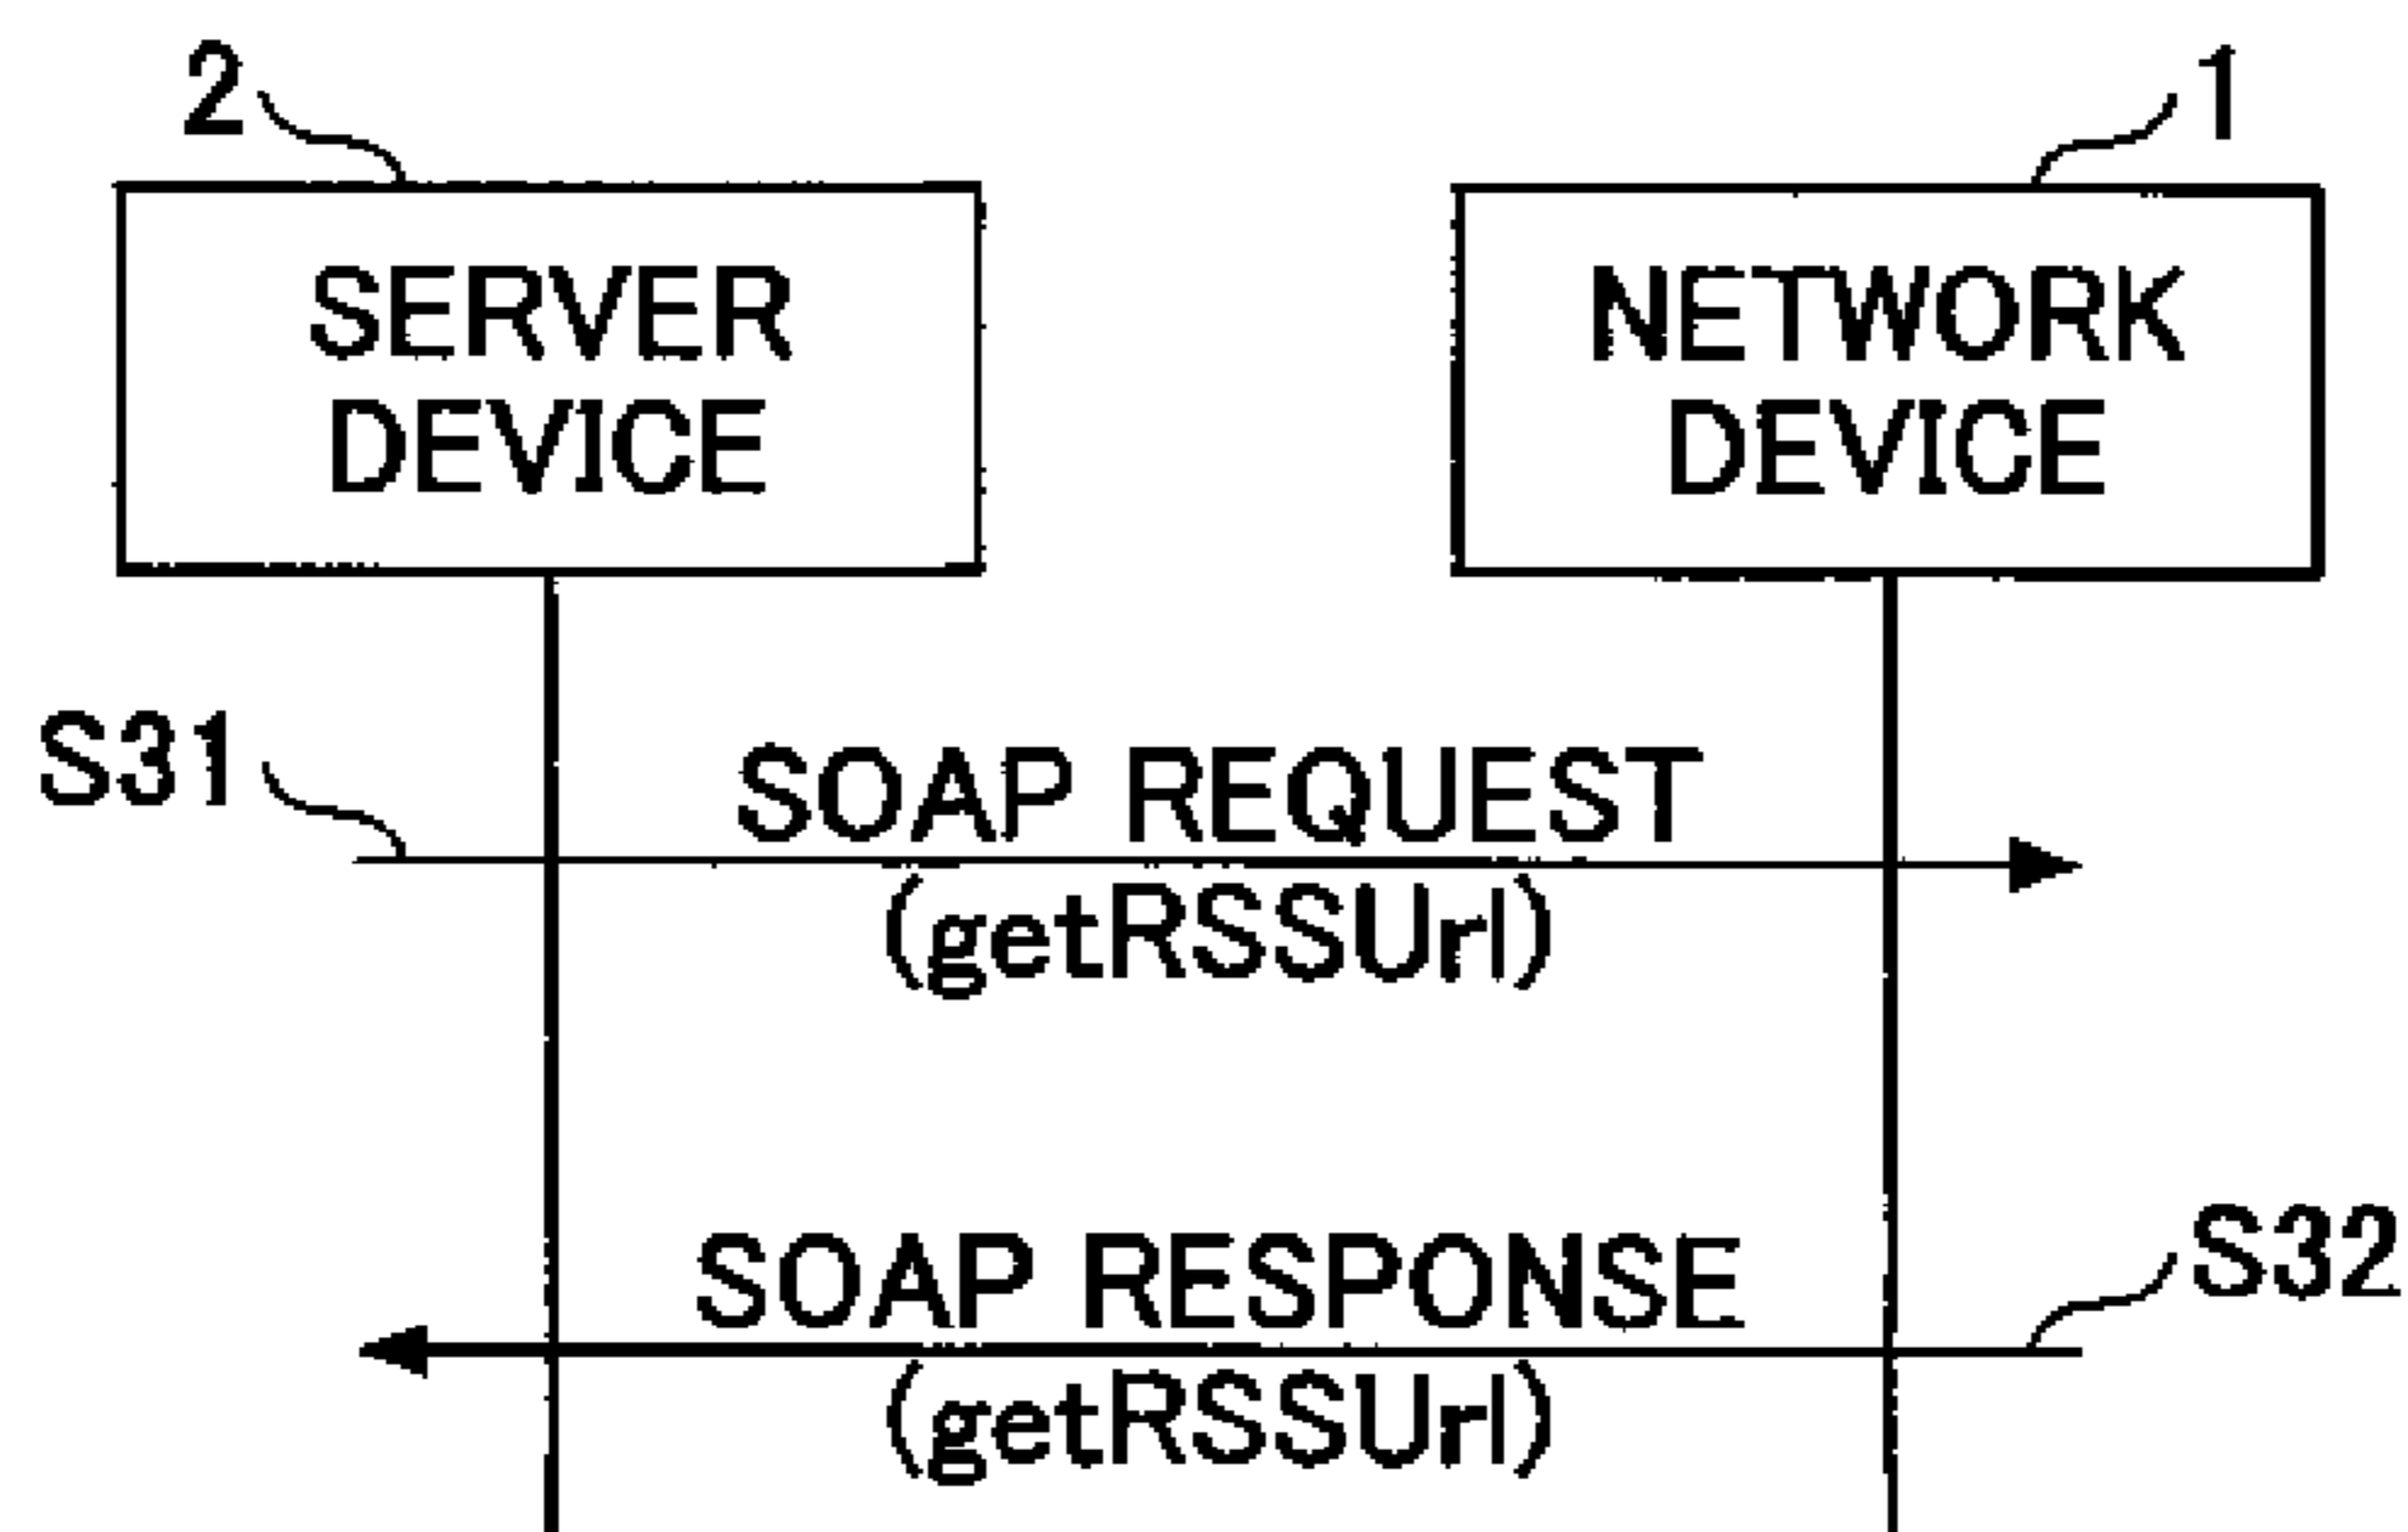 2
1
SERVER
DEVICE
NETWORK
DEVICE
S31
SOAP REQUEST
(getRSSUrl)
SOAP RESPONSE
S32
(getRSSUrl)